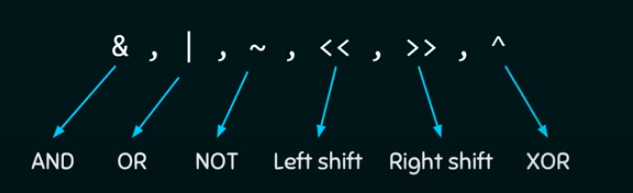 & , | , ~ , << , >> , ^
AND OR NOT Left shift Right shift XOR